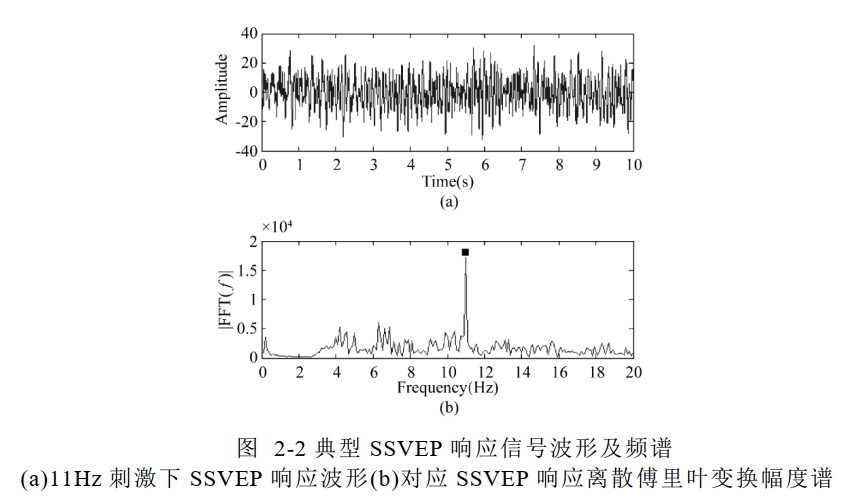 40
20
0
-20
-40
Amplitude
0 1 2 3 4 5 6 7 8 9 10
Time(s)
(a)
×10⁴
2
1.5
1
0.5
0
|FFT(f)|
0 2 4 6 8 10 12 14 16 18 20
Frequency(Hz)
(b)
图 2-2 典型 SSVEP 响应信号波形及频谱
(a)11Hz 刺激下 SSVEP 响应波形(b)对应 SSVEP 响应离散傅里叶变换幅度谱